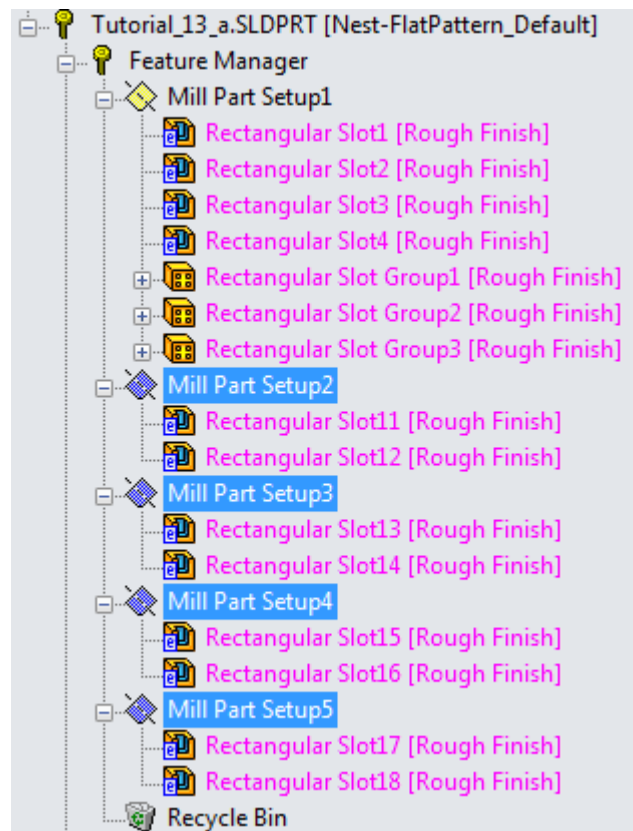 Tutorial_13_a.SLDPRT [Nest-FlatPattern_Default]
Feature Manager
Mill Part Setup1
Rectangular Slot1 [Rough Finish]
Rectangular Slot2 [Rough Finish]
Rectangular Slot3 [Rough Finish]
Rectangular Slot4 [Rough Finish]
Rectangular Slot Group1 [Rough Finish]
Rectangular Slot Group2 [Rough Finish]
Rectangular Slot Group3 [Rough Finish]
Mill Part Setup2
Rectangular Slot11 [Rough Finish]
Rectangular Slot12 [Rough Finish]
Mill Part Setup3
Rectangular Slot13 [Rough Finish]
Rectangular Slot14 [Rough Finish]
Mill Part Setup4
Rectangular Slot15 [Rough Finish]
Rectangular Slot16 [Rough Finish]
Mill Part Setup5
Rectangular Slot17 [Rough Finish]
Rectangular Slot18 [Rough Finish]
Recycle Bin